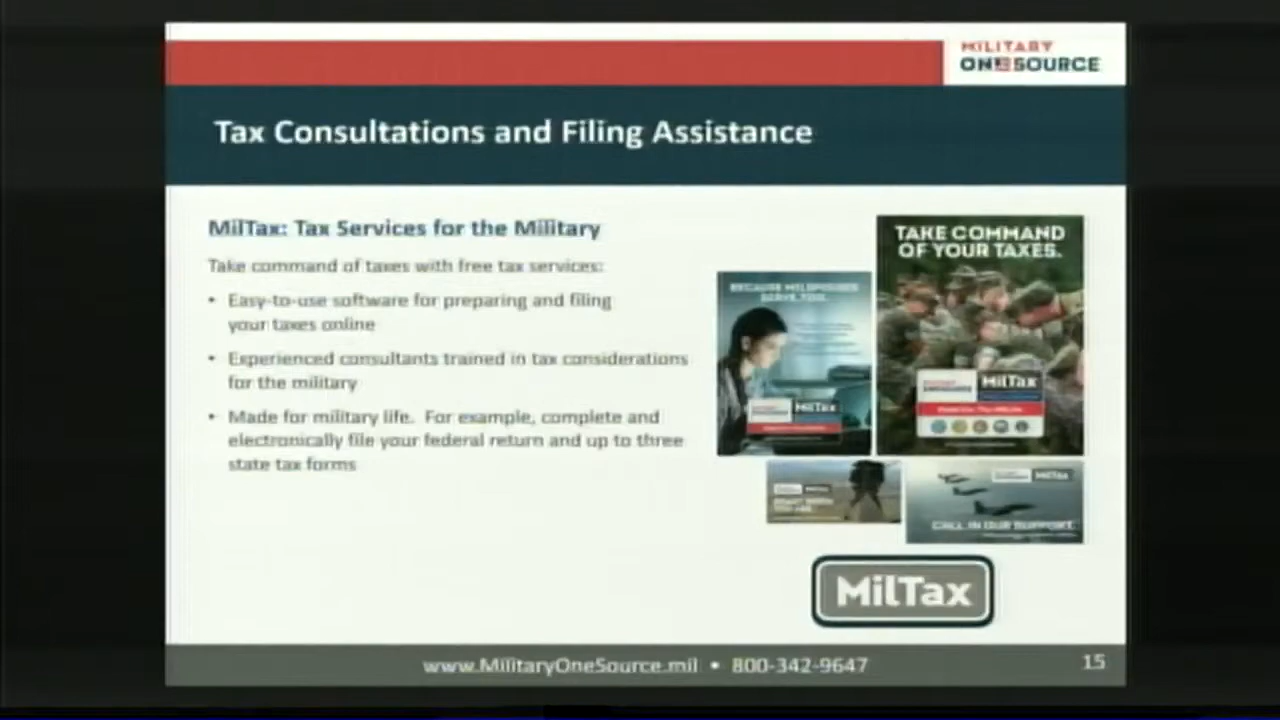 MILITARY
ONESOURCE
Tax Consultations and Filing Assistance
MilTax: Tax Services for the Military
Take command of taxes with free tax services:
• Easy-to-use software for preparing and filing
your taxes online
• Experienced consultants trained in tax considerations
for the military
• Made for military life. For example, complete and
electronically file your federal return and up to three
state tax forms
BECAUSE MILSPOUSES
SERVE, TOO.
MilTax
TAKE COMMAND
OF YOUR TAXES.
MilTax
MilTax
CALL IN OUR SUPPORT.
MilTax
www.MilitaryOneSource.mil • 800-342-9647
15